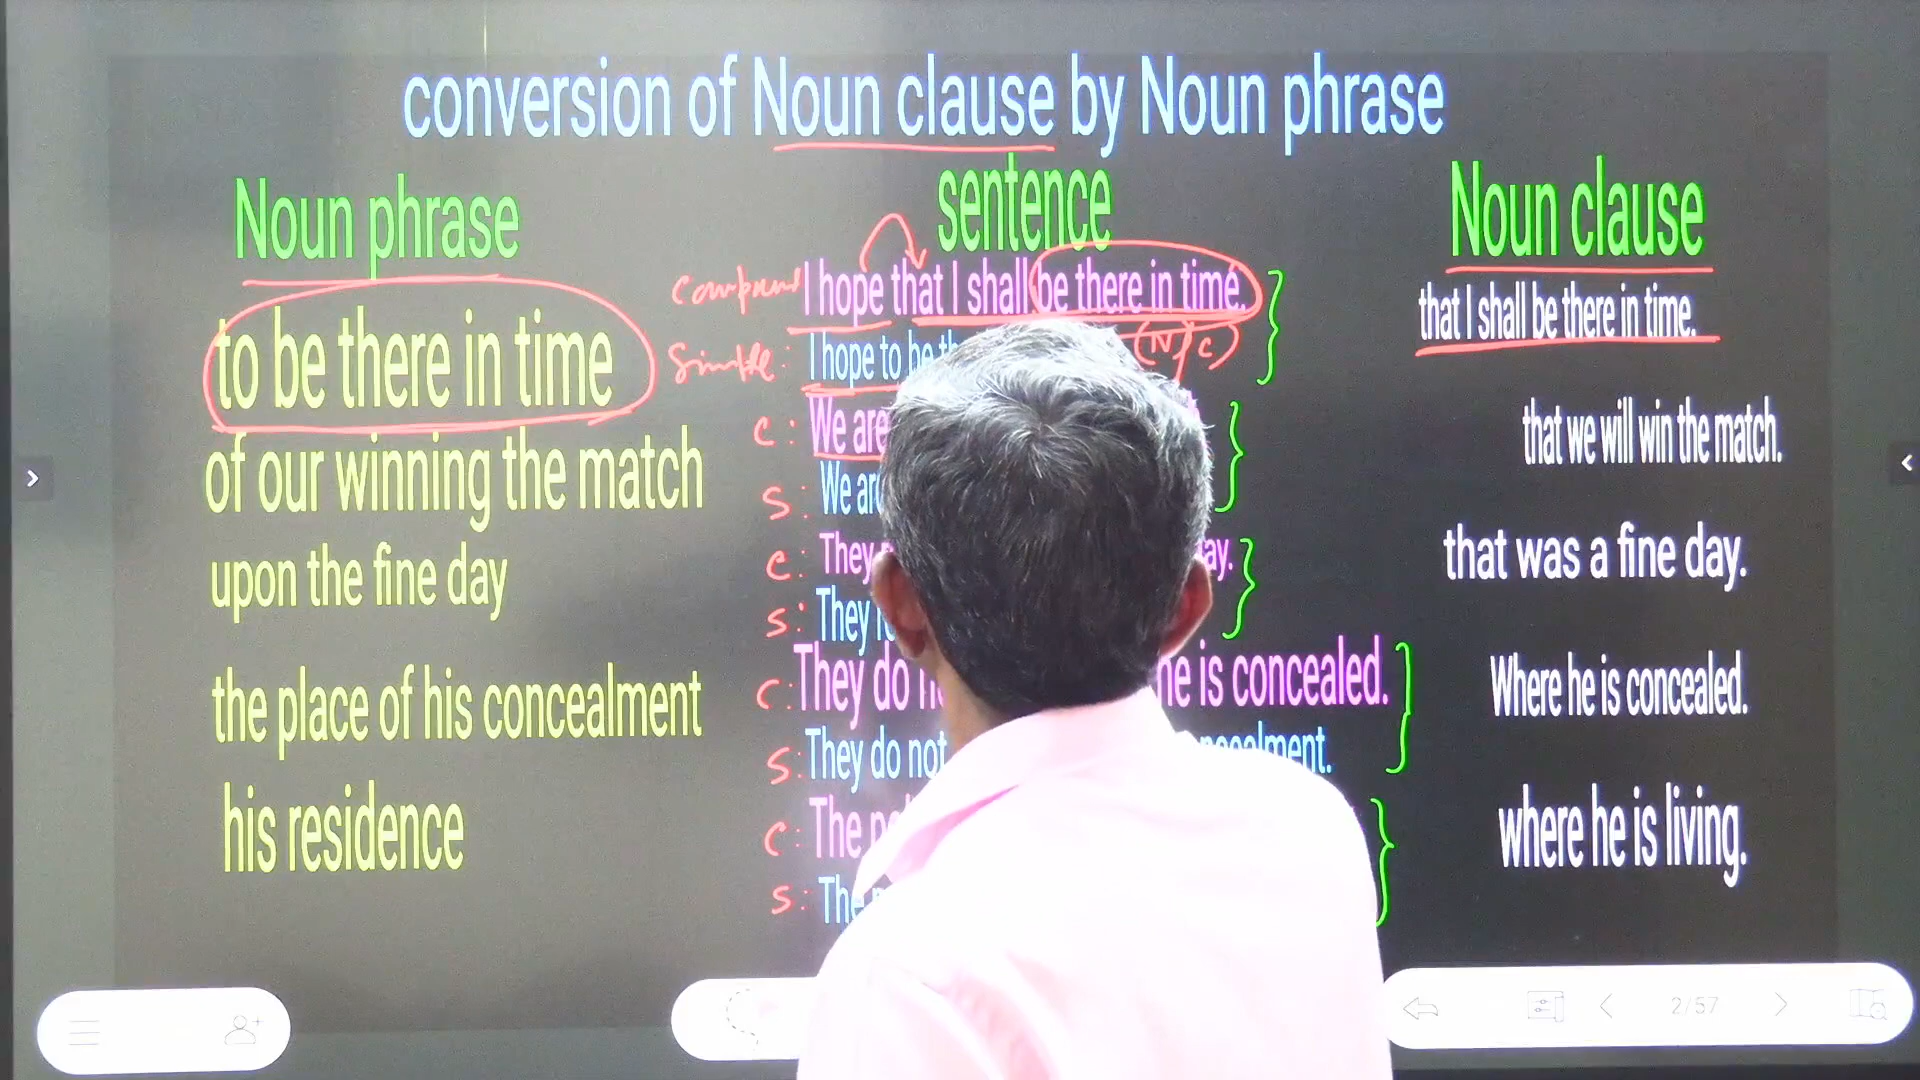 conversion of Noun clause by Noun phrase
Noun phrase
sentence
Noun clause
to be there in time
of our winning the match
upon the fine day
the place of his concealment
his residence
Compound I hope that I shall be there in time.
(N/C)
Simple: I hope to be
C: We are
S: We are
C: They
ay.
S: They
C: They do he is concealed.
S: They do not concealment.
C: The
S: The
that I shall be there in time.
that we will win the match.
that was a fine day.
Where he is concealed.
where he is living.
2/57